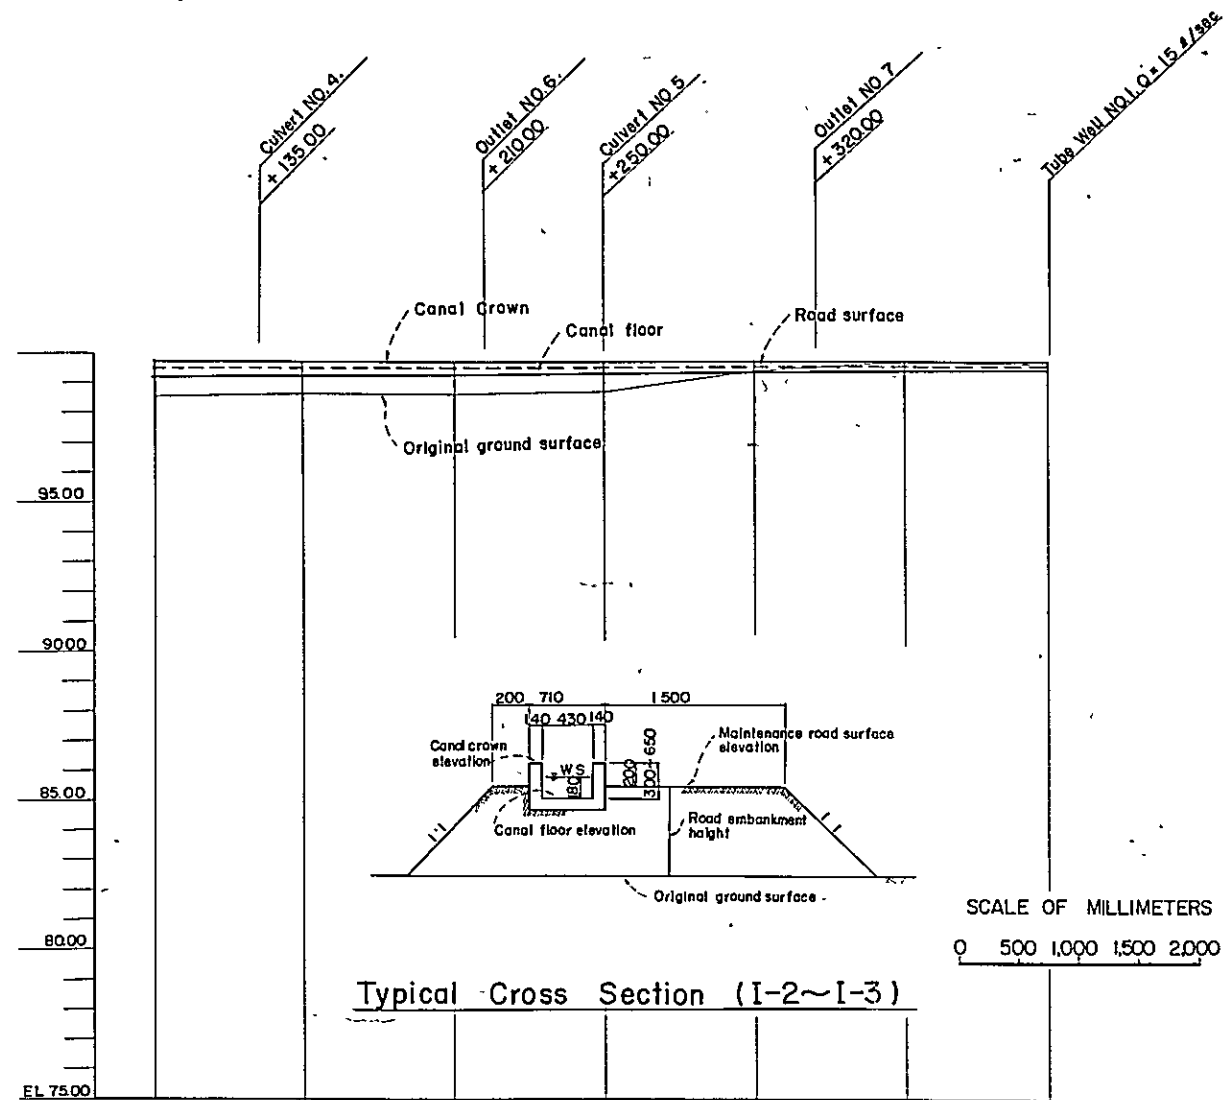 Culvert NO.4.
+ 135.00
Outlet NO.6.
+ 210.00
Culvert NO 5
+250.00
Outlet NO 7
+ 320.00
Tube Well NO.1, Q = 15 ℓ/sec
Canal Crown
Canal floor
Road surface
Original ground surface
95.00
90.00
85.00
80.00
EL 75.00
200 710 1500
140 430 140
Canal crown
elevation
W S
180
200
300~650
Maintenance road surface
elevation
Canal floor elevation
Road embankment
height
1:1
1:1
Original ground surface
SCALE OF MILLIMETERS
0 500 1,000 1,500 2,000
Typical Cross Section (I-2~I-3)